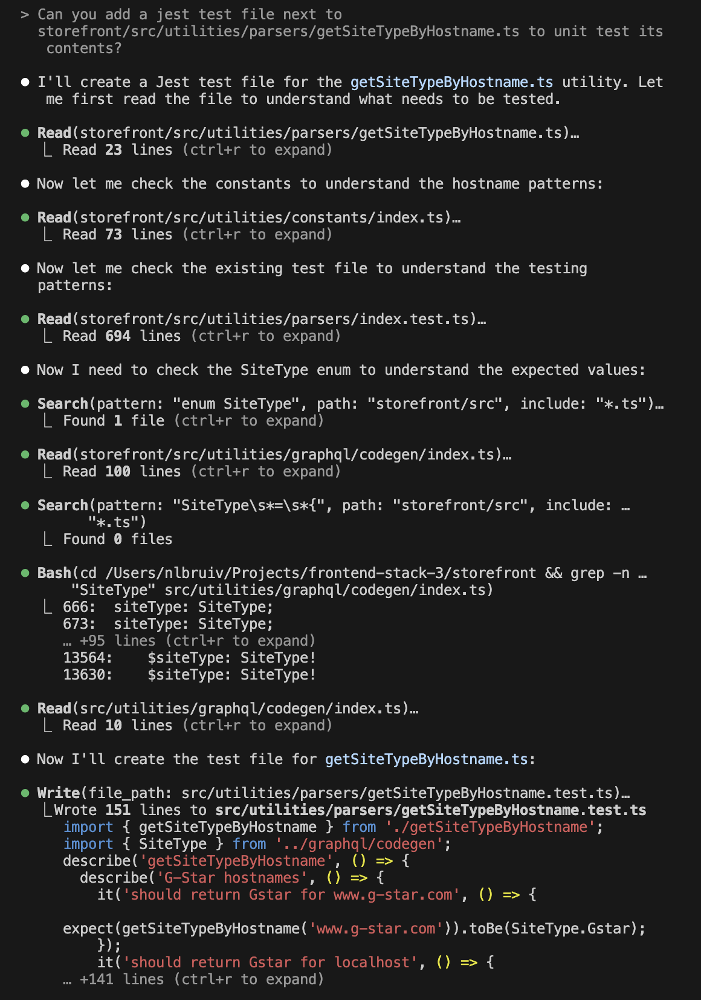 > Can you add a jest test file next to
storefront/src/utilities/parsers/getSiteTypeByHostname.ts to unit test its
contents?
● I'll create a Jest test file for the getSiteTypeByHostname.ts utility. Let
me first read the file to understand what needs to be tested.
● Read(storefront/src/utilities/parsers/getSiteTypeByHostname.ts)…
⎿ Read 23 lines (ctrl+r to expand)
● Now let me check the constants to understand the hostname patterns:
● Read(storefront/src/utilities/constants/index.ts)…
⎿ Read 73 lines (ctrl+r to expand)
● Now let me check the existing test file to understand the testing
patterns:
● Read(storefront/src/utilities/parsers/index.test.ts)…
⎿ Read 694 lines (ctrl+r to expand)
● Now I need to check the SiteType enum to understand the expected values:
● Search(pattern: "enum SiteType", path: "storefront/src", include: "*.ts")…
⎿ Found 1 file (ctrl+r to expand)
● Read(storefront/src/utilities/graphql/codegen/index.ts)…
⎿ Read 100 lines (ctrl+r to expand)
● Search(pattern: "SiteType\s*=\s*{", path: "storefront/src", include: …
"*.ts")
⎿ Found 0 files
● Bash(cd /Users/nlbruiv/Projects/frontend-stack-3/storefront && grep -n …
"SiteType" src/utilities/graphql/codegen/index.ts)
⎿ 666:  siteType: SiteType;
673:  siteType: SiteType;
… +95 lines (ctrl+r to expand)
13564:    $siteType: SiteType!
13630:    $siteType: SiteType!
● Read(src/utilities/graphql/codegen/index.ts)…
⎿ Read 10 lines (ctrl+r to expand)
● Now I'll create the test file for getSiteTypeByHostname.ts:
● Write(file_path: src/utilities/parsers/getSiteTypeByHostname.test.ts)…
⎿Wrote 151 lines to src/utilities/parsers/getSiteTypeByHostname.test.ts
import { getSiteTypeByHostname } from './getSiteTypeByHostname';
import { SiteType } from '../graphql/codegen';
describe('getSiteTypeByHostname', () => {
describe('G-Star hostnames', () => {
it('should return Gstar for www.g-star.com', () => {
expect(getSiteTypeByHostname('www.g-star.com')).toBe(SiteType.Gstar);
});
it('should return Gstar for localhost', () => {
… +141 lines (ctrl+r to expand)